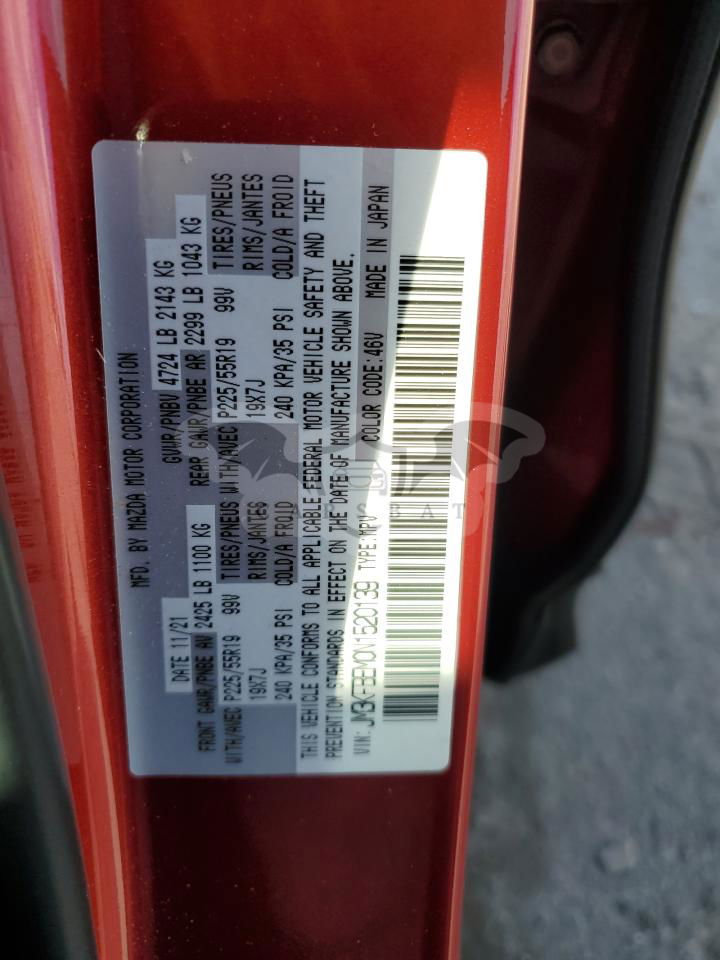 MFD. BY MAZDA MOTOR CORPORATION
DATE 11/21 GVWR/PNBV 4724 LB 2143 KG
FRONT GAWR/PNBE AV 2425 LB 1100 KG REAR GAWR/PNBE AR 2299 LB 1043 KG
WITH/AVEC P225/55R19 99V TIRES/PNEUS WITH/AVEC P225/55R19 99V TIRES/PNEUS
19X7J RIMS/JANTES 19X7J RIMS/JANTES
240 KPA/35 PSI COLD/A FROID 240 KPA/35 PSI COLD/A FROID
THIS VEHICLE CONFORMS TO ALL APPLICABLE FEDERAL MOTOR VEHICLE SAFETY AND THEFT
PREVENTION STANDARDS IN EFFECT ON THE DATE OF MANUFACTURE SHOWN ABOVE.
VIN: JM3KFBEM0N1520139 TYPE:MPV COLOR CODE:46V MADE IN JAPAN
CARSBAT